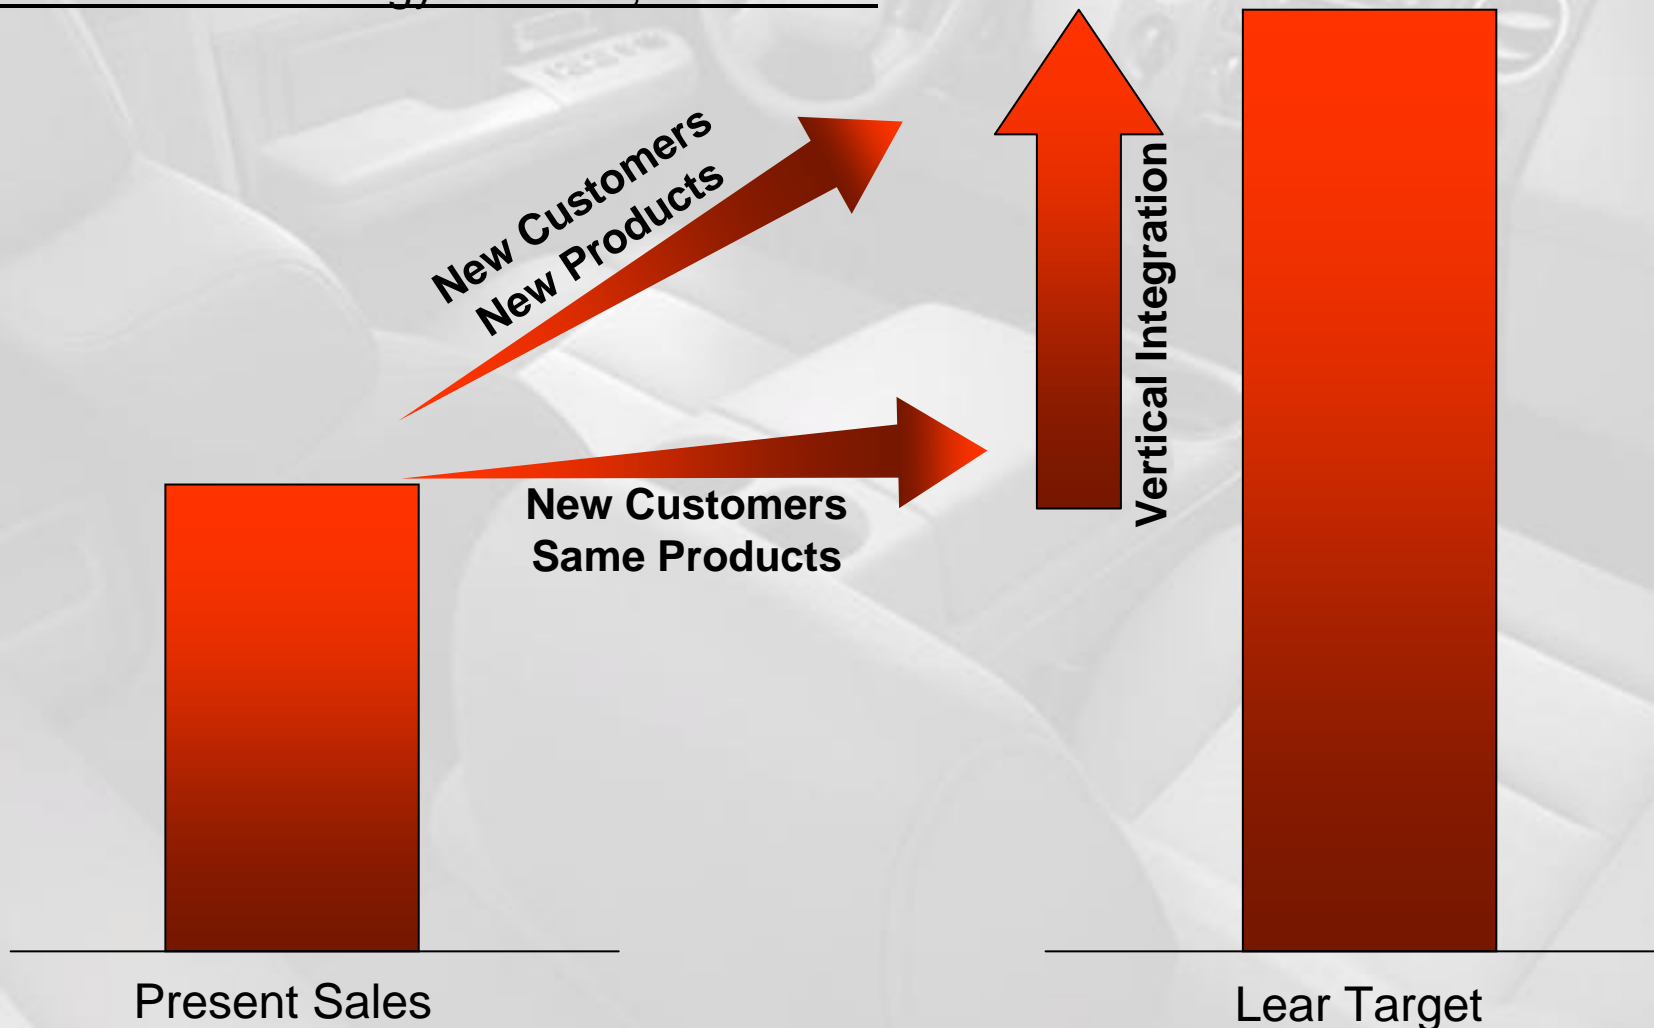 New Customers
New Products
Vertical Integration
New Customers
Same Products
Present Sales
Lear Target